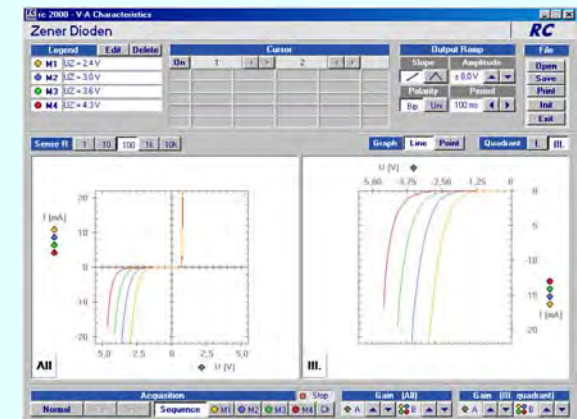 rc 2000 - V-A Characteristics
Zener Dioden
RC
Legend Edit Delete
M1 UZ = 2.4 V
M2 UZ = 3.0 V
M3 UZ = 3.6 V
M4 UZ = 4.3 V
Cursor
On 1 2
Output Ramp
Slope Amplitude
± 8.0 V
Polarity Period
Bip. Uni 100 ms
File
Open
Save
Print
Init
Exit
Sense R 1 10 100 1k 10k
Graph Line Point Quadrant I. III.
I [mA]
20
10
0
-10
-20
5,0 2,5 0 2,5 5,0
U [V]
All
U [V]
-5,00 -3,75 -2,50 -1,25 0
0
5
10
15
20
I [mA]
III.
Acquisition Stop Gain (All) Gain (III quadrant)
Normal Sequence M1 M2 M3 M4 A B A B